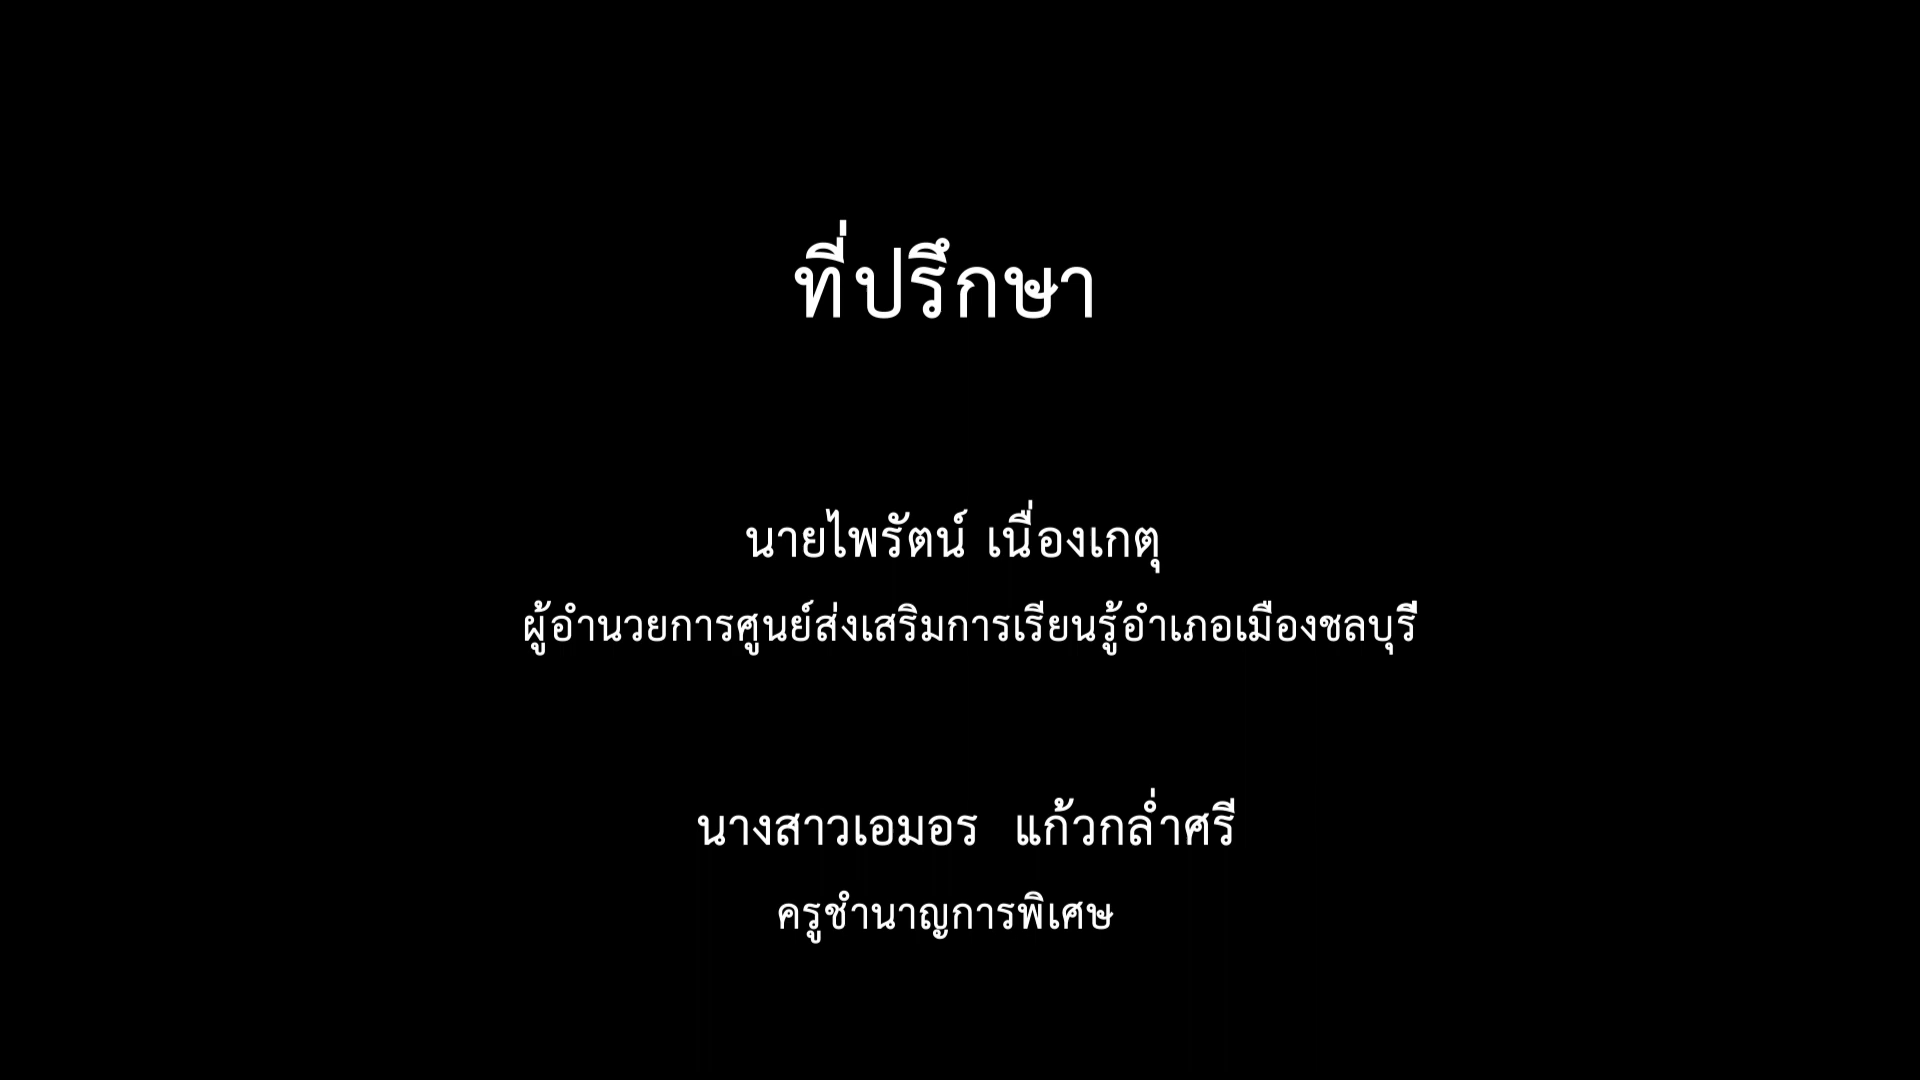 ที่ปรึกษา
นายไพรัตน์ เนื่องเกตุ
ผู้อำนวยการศูนย์ส่งเสริมการเรียนรู้อำเภอเมืองชลบุรี
นางสาวเอมอร แก้วกล่ำศรี
ครูชำนาญการพิเศษ